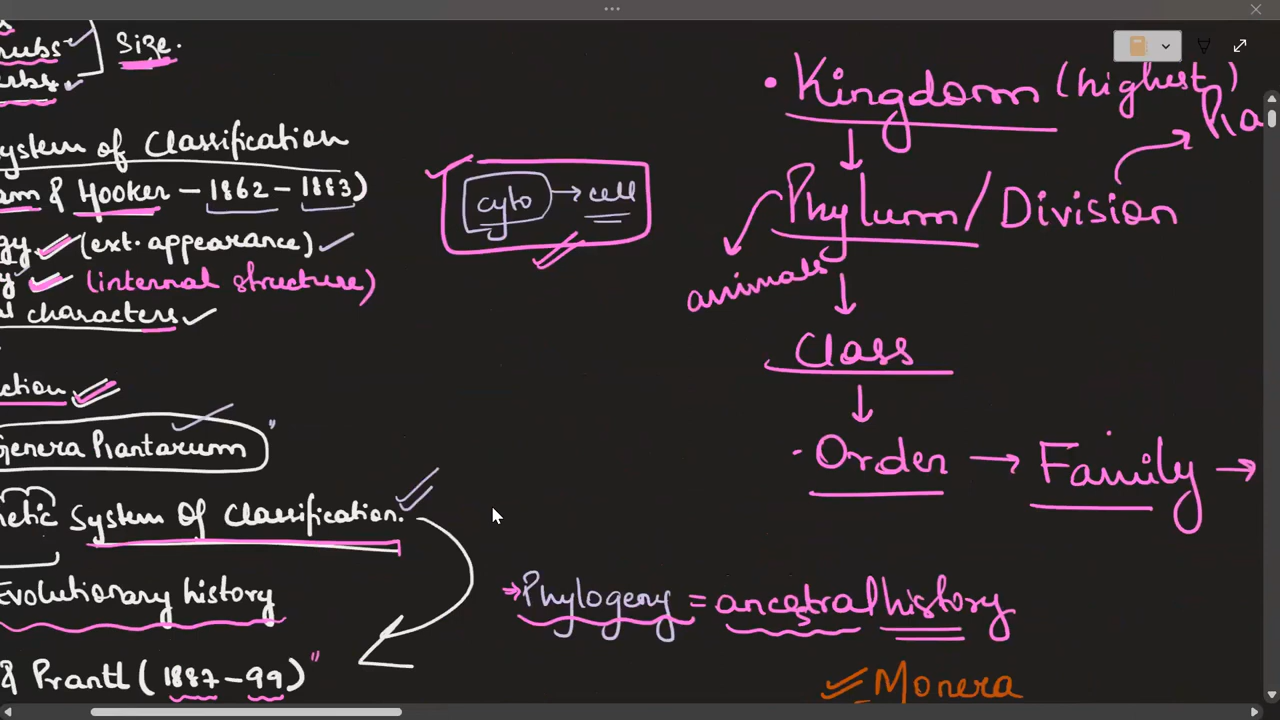 Size.
System of Classification
& Hooker - 1862 - 1883)
(ext. appearance)
(internal structure)
characters
Genera Plantarum"
System Of Classification.
Evolutionary history
& Prantl (1887-99)"
cyto → cell
• Kingdom (highest)
Phylum / Division
animals
Class
• Order → Family →
→ Phylogeny = ancestral history
Monera